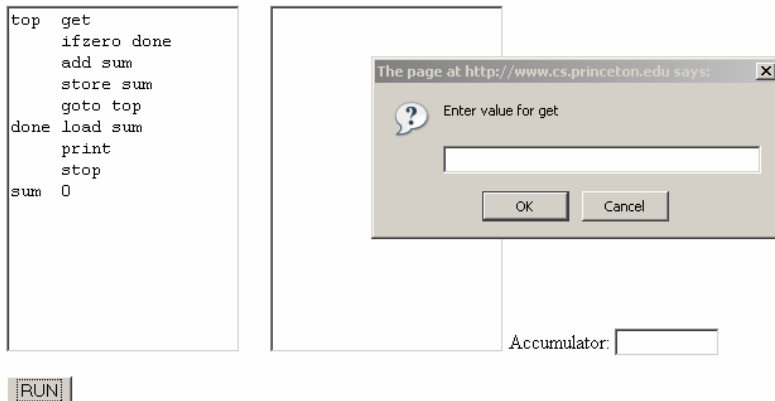 top get
ifzero done
add sum
store sum
goto top
done load sum
print
stop
sum 0
The page at http://www.cs.princeton.edu says:
Enter value for get
OK Cancel
Accumulator:
RUN